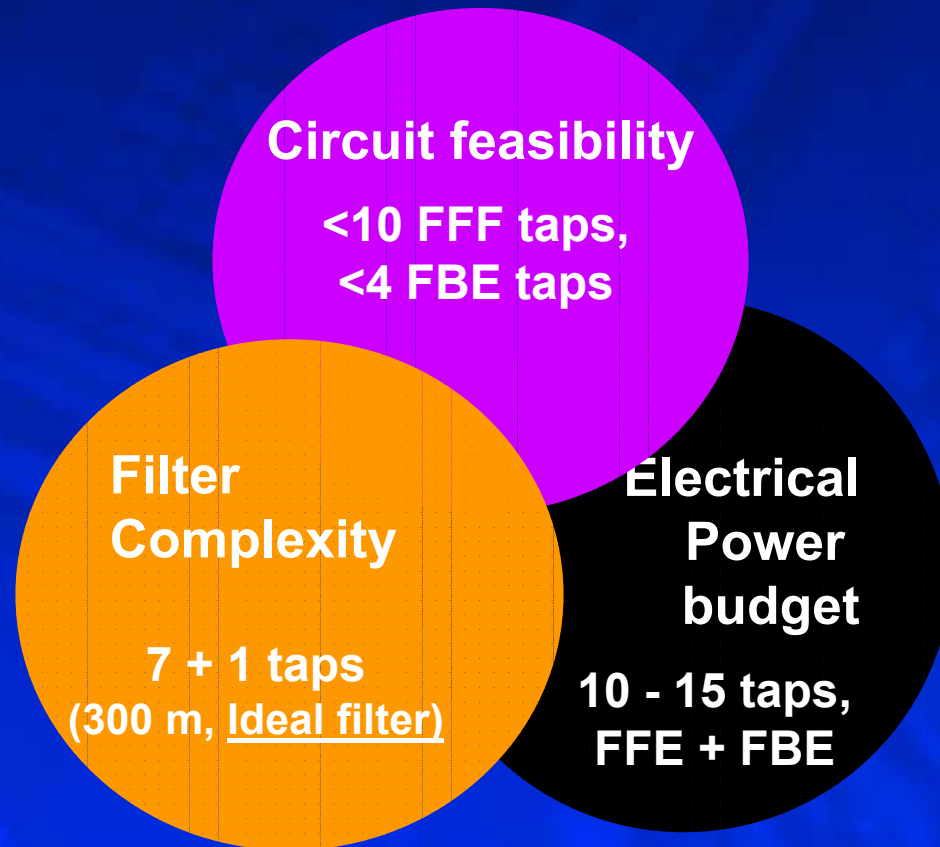 Circuit feasibility
<10 FFF taps,
<4 FBE taps
Filter
Complexity
7 + 1 taps
(300 m, Ideal filter)
Electrical
Power
budget
10 - 15 taps,
FFE + FBE